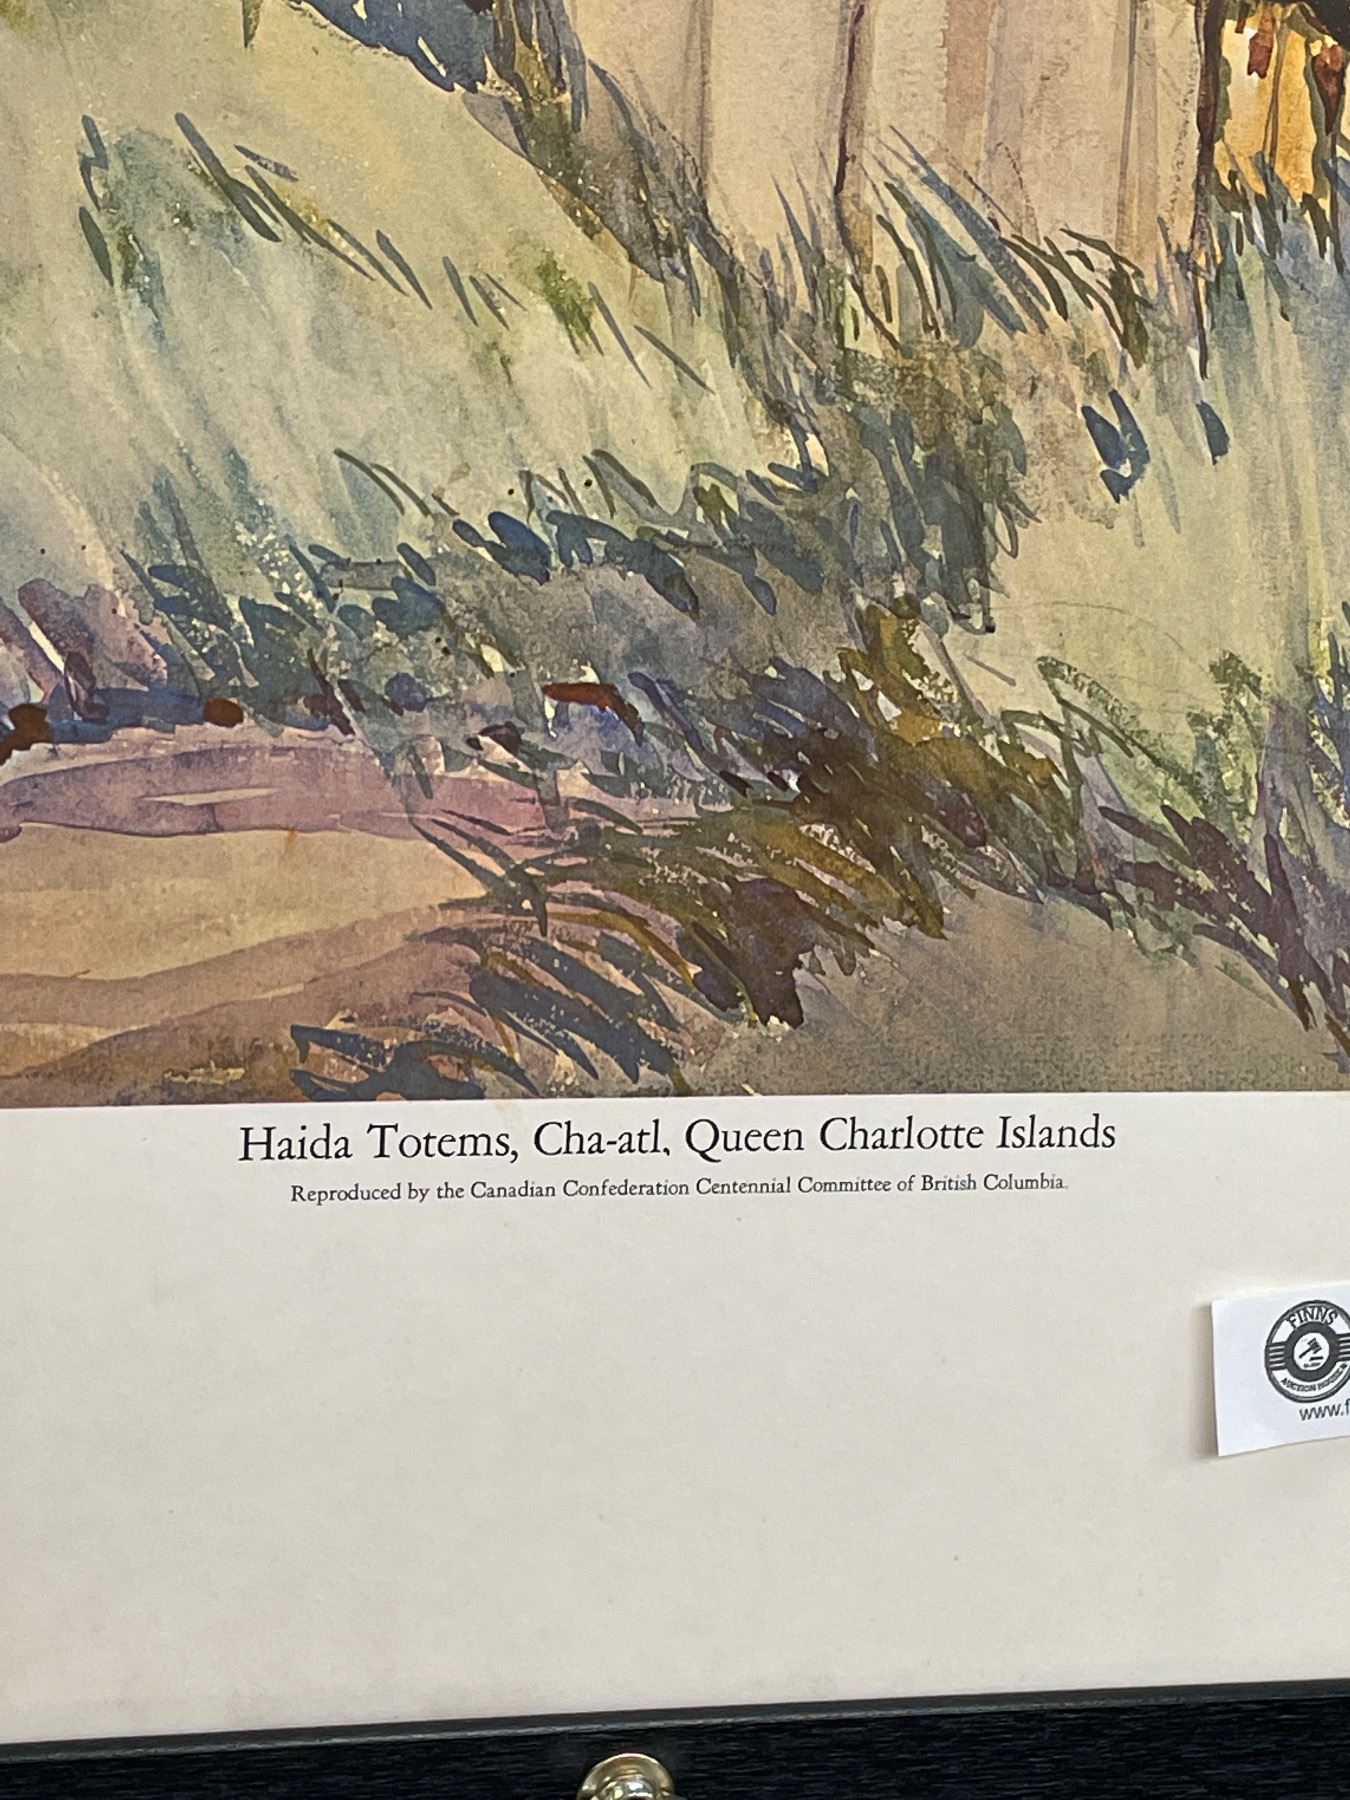 Haida Totems, Cha-atl, Queen Charlotte Islands
Reproduced by the Canadian Confederation Centennial Committee of British Columbia.
FINNS
AUCTION
www.f